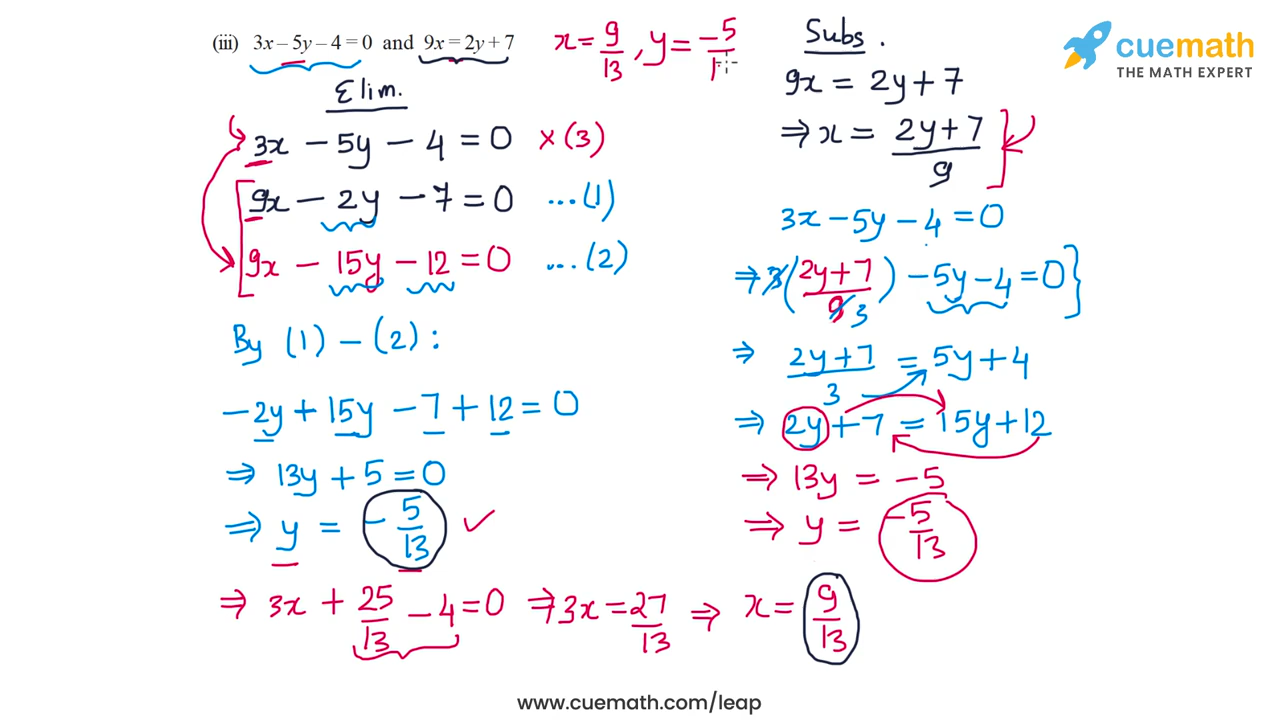 (iii) 3x – 5y – 4 = 0 and 9x = 2y + 7
x = 9/13, y = -5/1
Elim.
3x - 5y - 4 = 0 × (3)
9x - 2y - 7 = 0 ...(1)
9x - 15y - 12 = 0 ...(2)
By (1) - (2) :
-2y + 15y - 7 + 12 = 0
⇒ 13y + 5 = 0
⇒ y = - 5/13 ✓
⇒ 3x + 25/13 - 4 = 0 ⇒ 3x = 27/13 ⇒ x = 9/13
Subs.
9x = 2y + 7
⇒ x = 2y + 7/9
3x - 5y - 4 = 0
⇒ 3(2y + 7/9 3) - 5y - 4 = 0}
⇒ 2y + 7/3 = 5y + 4
⇒ 2y + 7 = 15y + 12
⇒ 13y = -5
⇒ y = -5/13
cuemath
THE MATH EXPERT
www.cuemath.com/leap